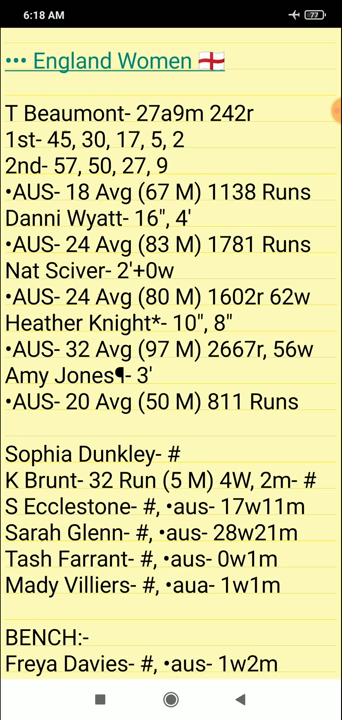 6:18 AM 77
••• England Women 🏴󠁧󠁢󠁥󠁮󠁧󠁿
T Beaumont- 27a9m 242r
1st- 45, 30, 17, 5, 2
2nd- 57, 50, 27, 9
•AUS- 18 Avg (67 M) 1138 Runs
Danni Wyatt- 16", 4'
•AUS- 24 Avg (83 M) 1781 Runs
Nat Sciver- 2'+0w
•AUS- 24 Avg (80 M) 1602r 62w
Heather Knight*- 10", 8"
•AUS- 32 Avg (97 M) 2667r, 56w
Amy Jones¶- 3'
•AUS- 20 Avg (50 M) 811 Runs
Sophia Dunkley- #
K Brunt- 32 Run (5 M) 4W, 2m- #
S Ecclestone- #, •aus- 17w11m
Sarah Glenn- #, •aus- 28w21m
Tash Farrant- #, •aus- 0w1m
Mady Villiers- #, •aua- 1w1m
BENCH:-
Freya Davies- #, •aus- 1w2m